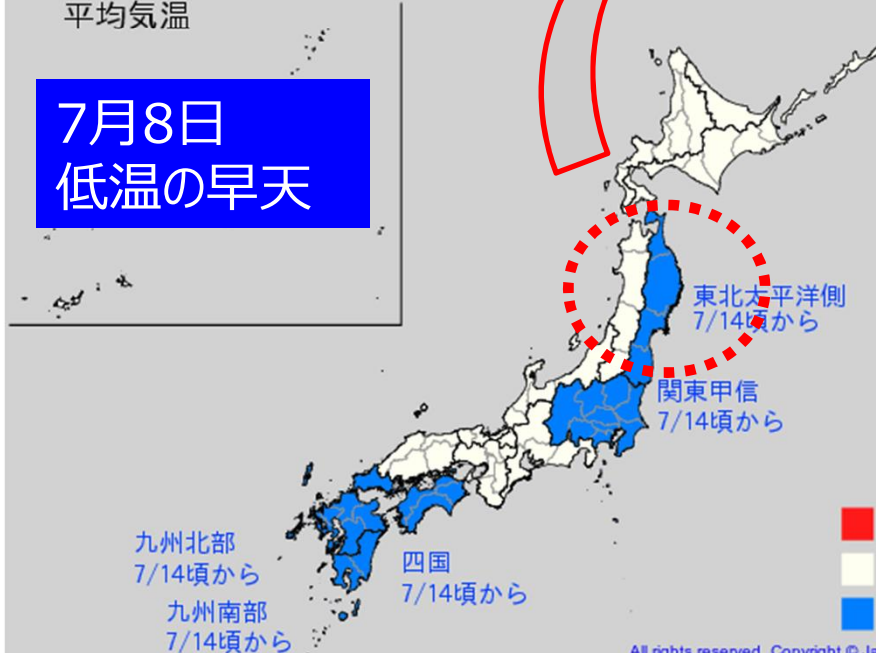 平均気温
7月8日
低温の早天
東北太平洋側
7/14頃から
関東甲信
7/14頃から
九州北部
7/14頃から
四国
7/14頃から
九州南部
7/14頃から
All rights reserved. Copyright © Ja